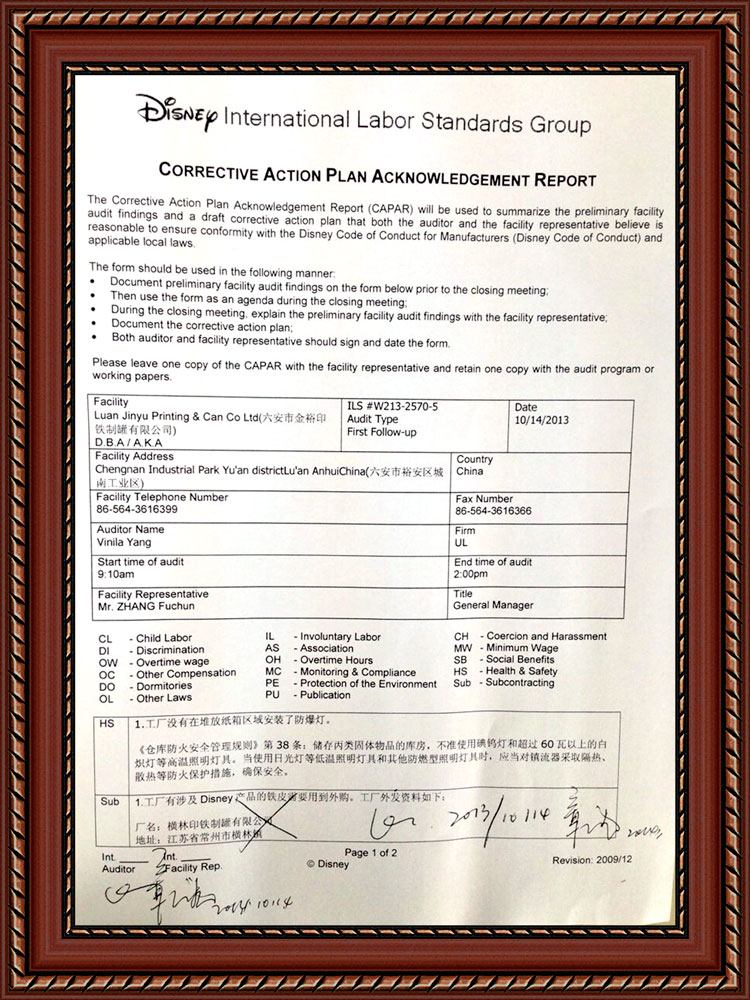 Disney International Labor Standards Group
CORRECTIVE ACTION PLAN ACKNOWLEDGEMENT REPORT
The Corrective Action Plan Acknowledgement Report (CAPAR) will be used to summarize the preliminary facility
audit findings and a draft corrective action plan that both the auditor and the facility representative believe is
reasonable to ensure conformity with the Disney Code of Conduct for Manufacturers (Disney Code of Conduct) and
applicable local laws.
The form should be used in the following manner:
• Document preliminary facility audit findings on the form below prior to the closing meeting;
• Then use the form as an agenda during the closing meeting;
• During the closing meeting, explain the preliminary facility audit findings with the facility representative;
• Document the corrective action plan;
• Both auditor and facility representative should sign and date the form.
Please leave one copy of the CAPAR with the facility representative and retain one copy with the audit program or
working papers.
Facility
Luan Jinyu Printing & Can Co Ltd(六安市金裕印
铁制罐有限公司)
D.B.A / A.K.A
ILS #W213-2570-5
Audit Type
First Follow-up
Date
10/14/2013
Facility Address
Chengnan Industrial Park Yu'an districtLu'an AnhuiChina(六安市裕安区城
南工业区)
Country
China
Facility Telephone Number
86-564-3616399
Fax Number
86-564-3616366
Auditor Name
Vinila Yang
Firm
UL
Start time of audit
9:10am
End time of audit
2:00pm
Facility Representative
Mr. ZHANG Fuchun
Title
General Manager
CL - Child Labor IL - Involuntary Labor CH - Coercion and Harassment
DI - Discrimination AS - Association MW - Minimum Wage
OW - Overtime wage OH - Overtime Hours SB - Social Benefits
OC - Other Compensation MC - Monitoring & Compliance HS - Health & Safety
DO - Dormitories PE - Protection of the Environment Sub - Subcontracting
OL - Other Laws PU - Publication
HS 1.工厂没有在堆放纸箱区域安装了防爆灯。
《仓库防火安全管理规则》第 38 条：储存丙类固体物品的库房，不准使用碘钨灯和超过 60 瓦以上的白
炽灯等高温照明灯具。当使用日光灯等低温照明灯具和其他防燃型照明灯具时，应当对镇流器采取隔热、
散热等防火保护措施，确保安全。
Sub 1.工厂有涉及 Disney 产品的铁皮需要用到外购。工厂外发资料如下：
厂名：横林印铁制罐有限公司
地址：江苏省常州市横林镇
2013/10/14
Int. ____ Int. ____
Auditor Facility Rep.
Page 1 of 2
© Disney
Revision: 2009/12